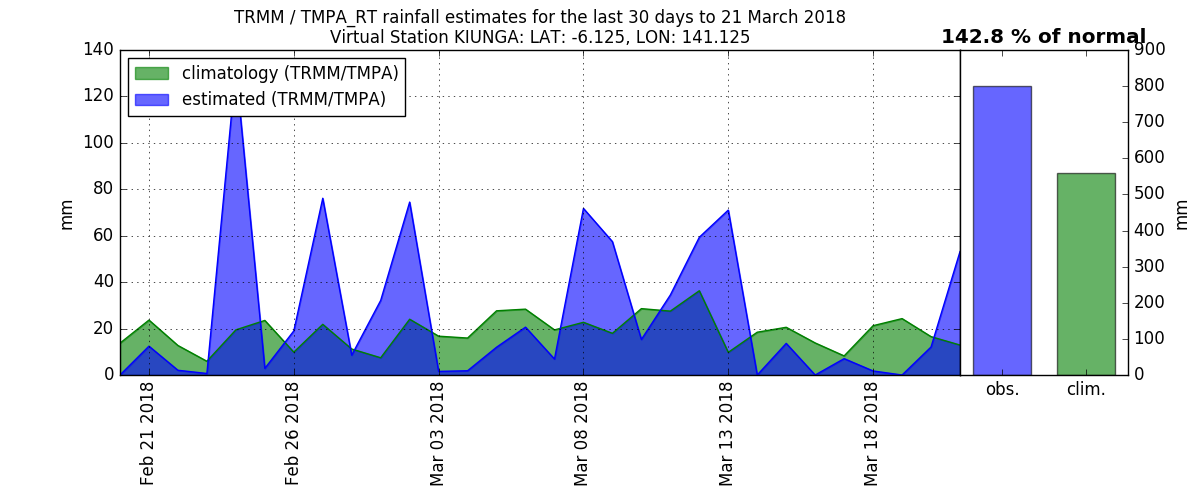 TRMM / TMPA_RT rainfall estimates for the last 30 days to 21 March 2018
Virtual Station KIUNGA: LAT: -6.125, LON: 141.125
142.8 % of normal
climatology (TRMM/TMPA)
estimated (TRMM/TMPA)
mm
140
120
100
80
60
40
20
0
Feb 21 2018
Feb 26 2018
Mar 03 2018
Mar 08 2018
Mar 13 2018
Mar 18 2018
obs.
clim.
900
800
700
600
500
400
300
200
100
0
mm